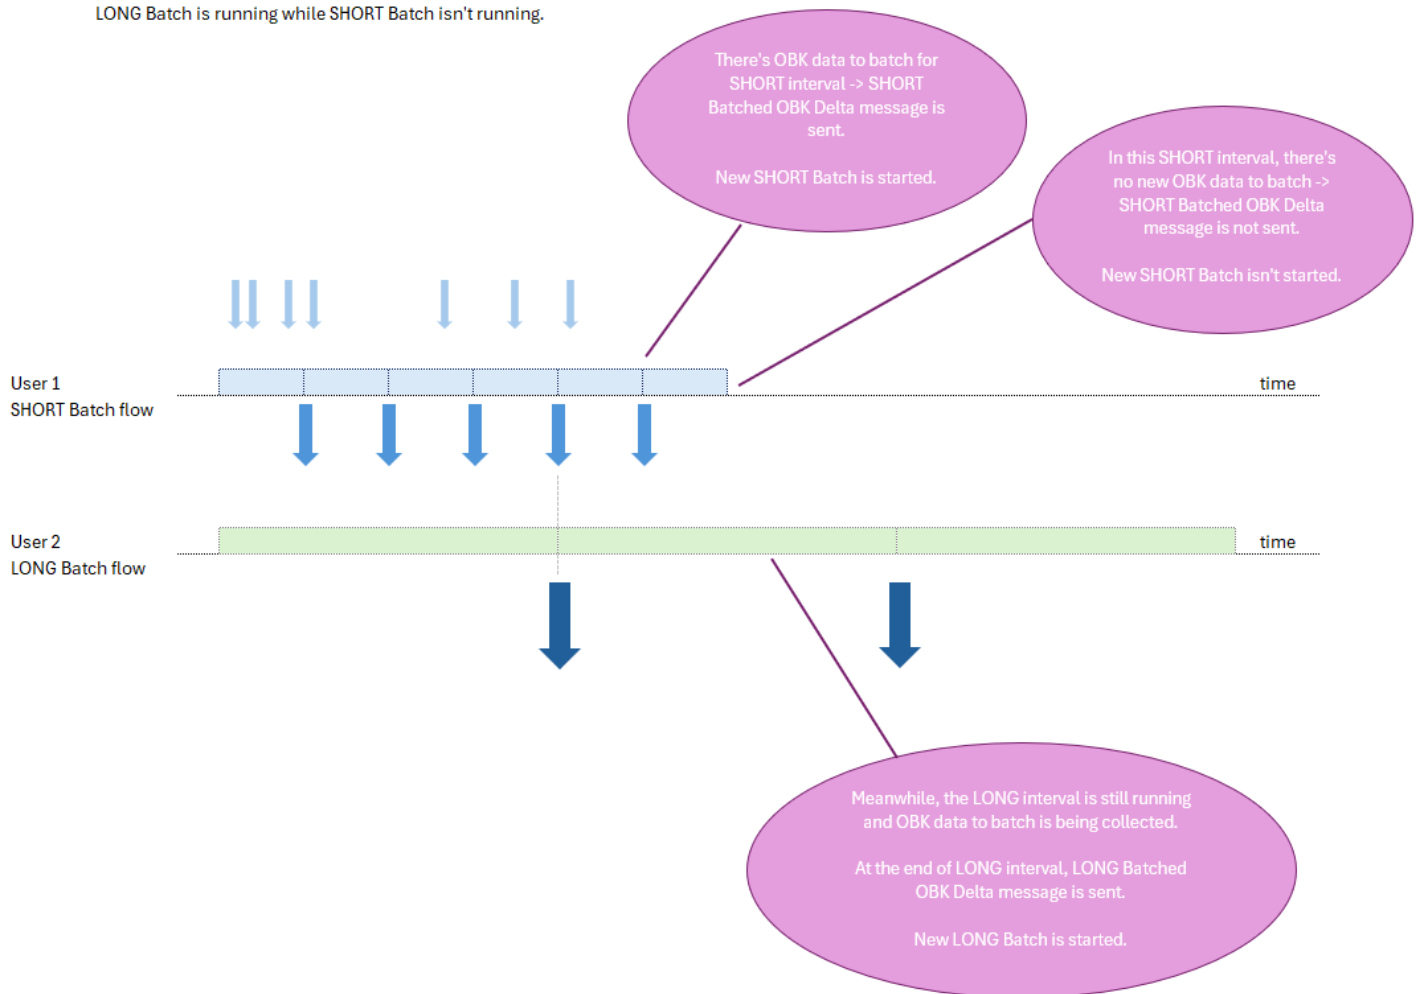 LONG Batch is running while SHORT Batch isn't running.
There's OBK data to batch for
SHORT interval -> SHORT
Batched OBK Delta message is
sent.
New SHORT Batch is started.
In this SHORT interval, there's
no new OBK data to batch ->
SHORT Batched OBK Delta
message is not sent.
New SHORT Batch isn't started.
User 1
SHORT Batch flow
time
User 2
LONG Batch flow
time
Meanwhile, the LONG interval is still running
and OBK data to batch is being collected.
At the end of LONG interval, LONG Batched
OBK Delta message is sent.
New LONG Batch is started.